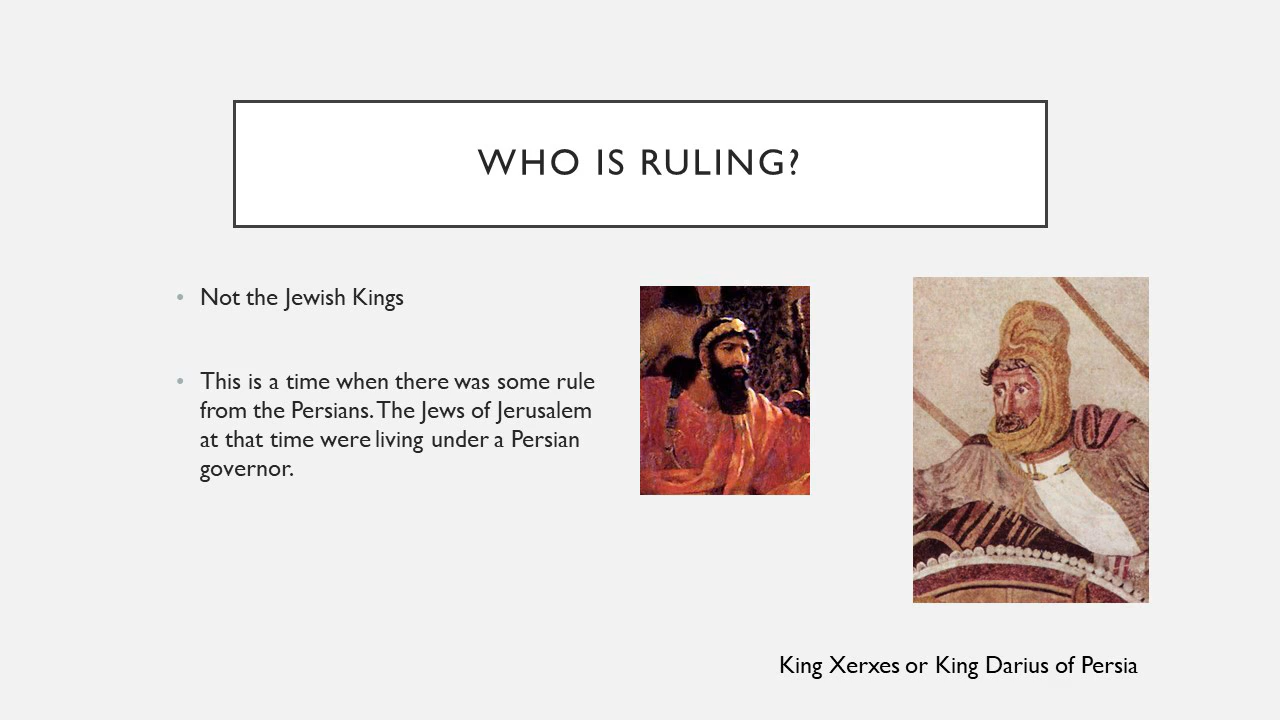 WHO IS RULING?
• Not the Jewish Kings
• This is a time when there was some rule
from the Persians. The Jews of Jerusalem
at that time were living under a Persian
governor.
King Xerxes or King Darius of Persia